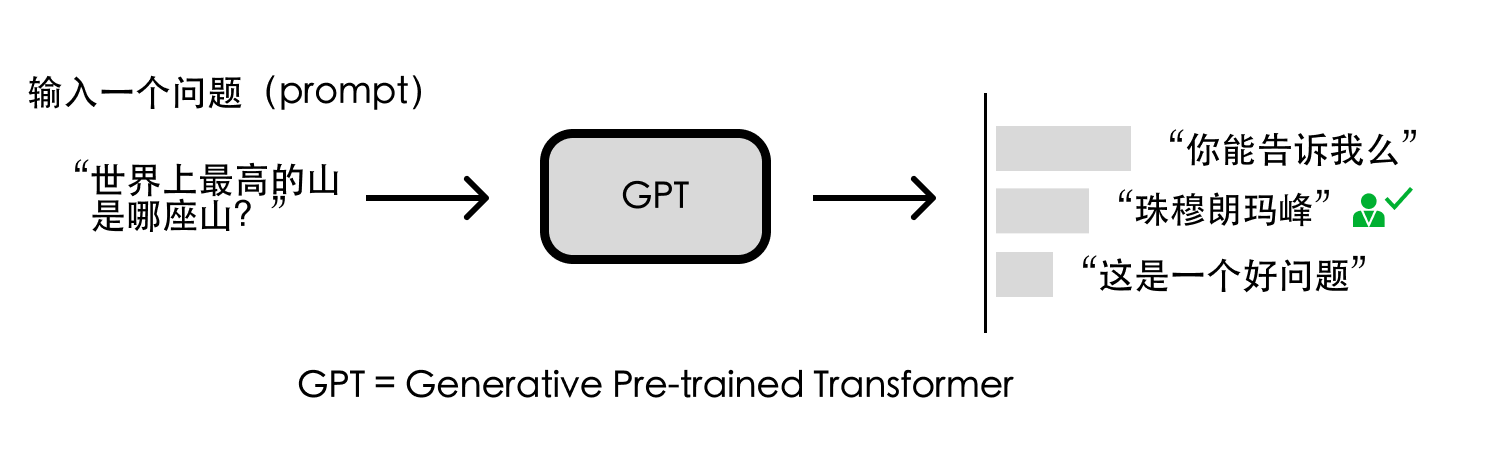 输入一个问题（prompt）
“世界上最高的山
是哪座山？”
GPT
“你能告诉我么”
“珠穆朗玛峰”
“这是一个好问题”
GPT = Generative Pre-trained Transformer